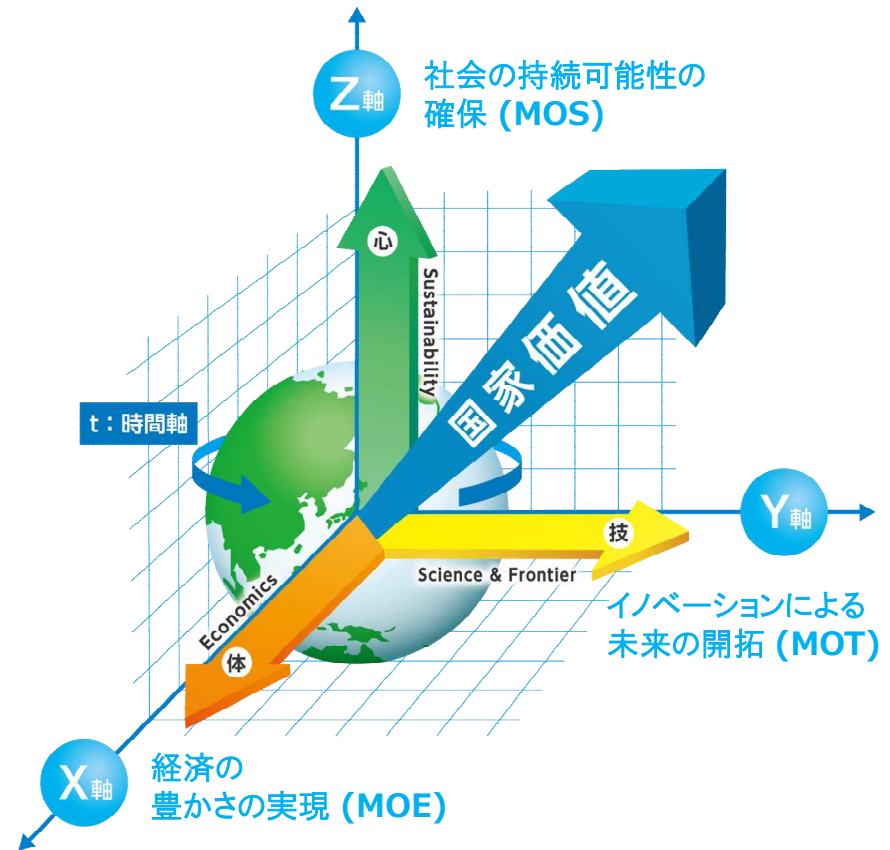 Z軸
社会の持続可能性の
確保 (MOS)
心
Sustainability
国家価値
t：時間軸
Y軸
技
Science & Frontier
イノベーションによる
未来の開拓 (MOT)
Economics
体
X軸
経済の
豊かさの実現 (MOE)